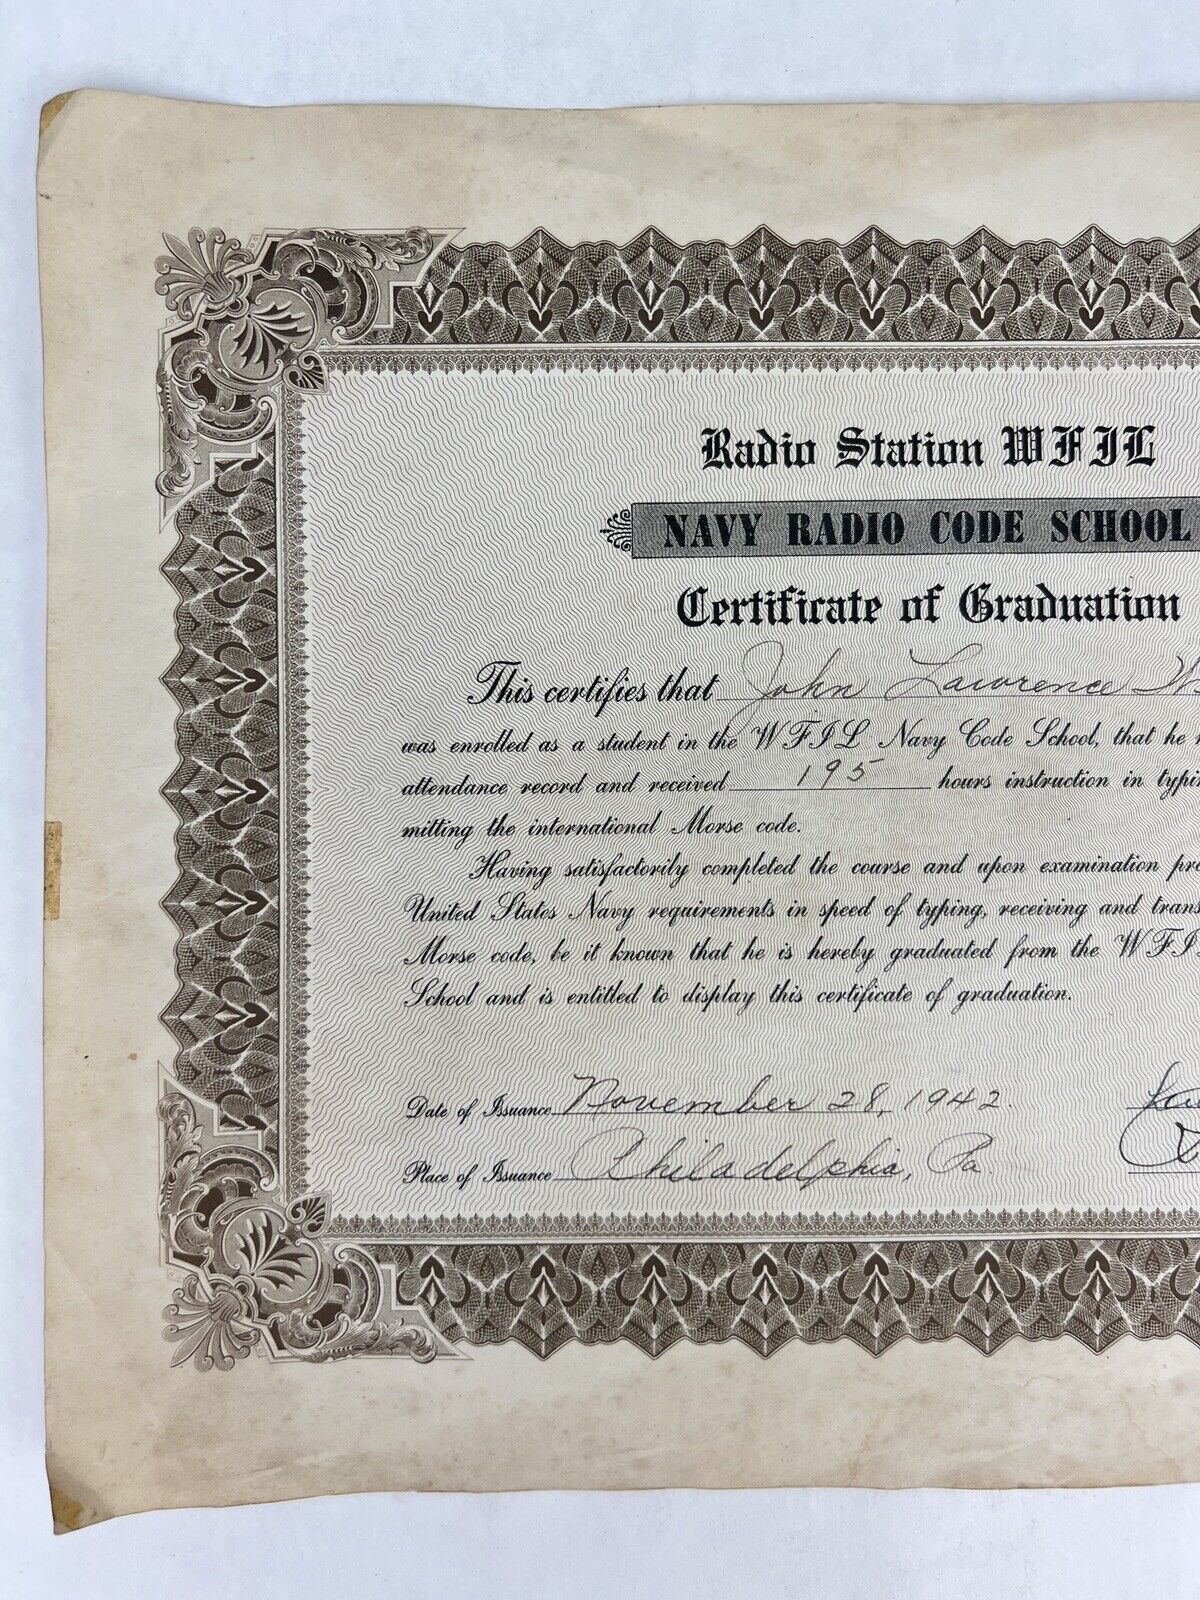 Radio Station WFIL
NAVY RADIO CODE SCHOOL
Certificate of Graduation
This certifies that John Lawrence
was enrolled as a student in the WFIL Navy Code School, that he
attendance record and received 195 hours instruction in typi
mitting the international Morse code.
Having satisfactorily completed the course and upon examination pro
United States Navy requirements in speed of typing, receiving and trans
Morse code, be it known that he is hereby graduated from the WFI
School and is entitled to display this certificate of graduation.
Date of Issuance November 28, 1942.
Place of Issuance Philadelphia, Pa.